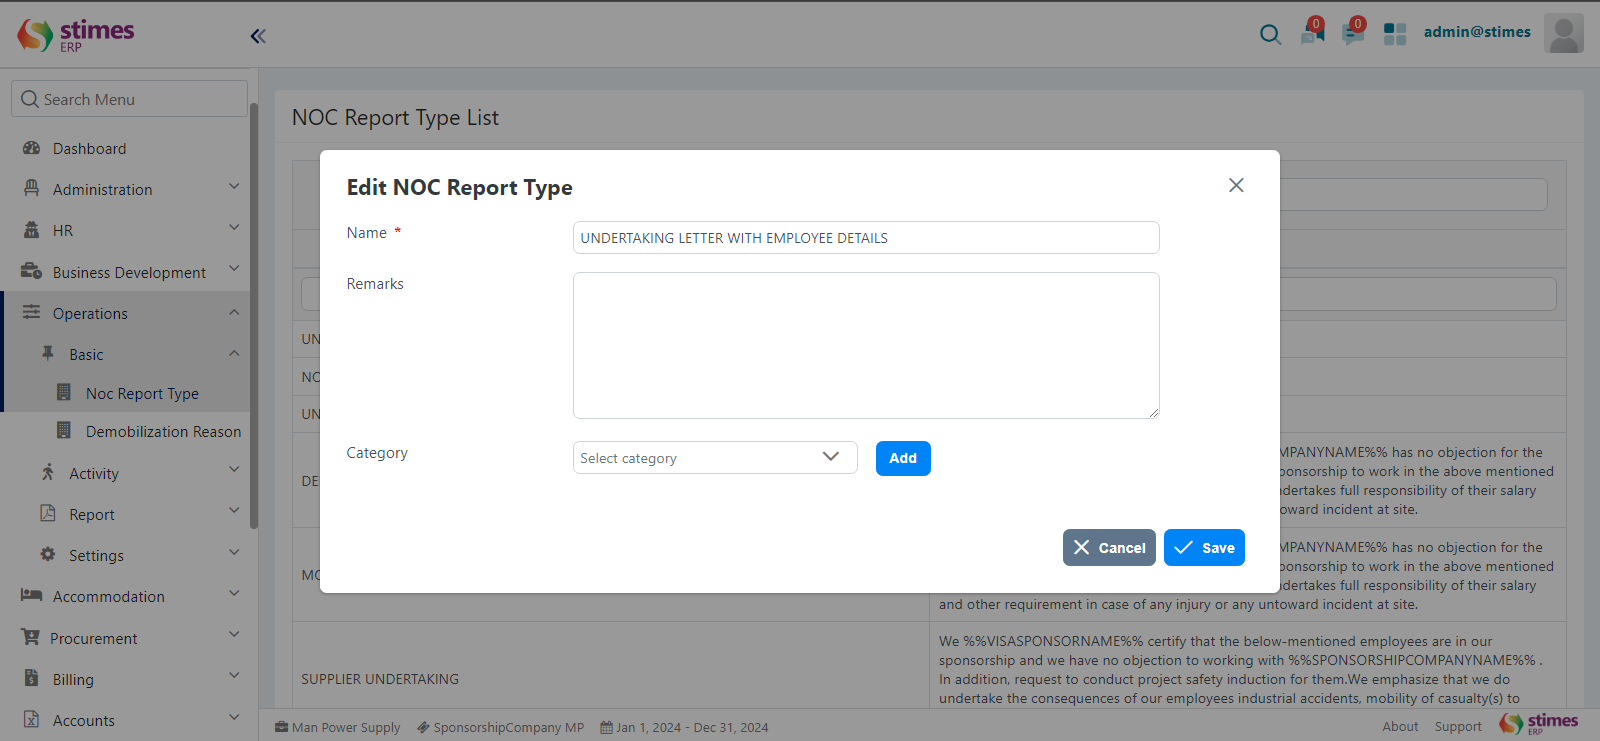 stimes
ERP
0
0
admin@stimes
Search Menu
Dashboard
Administration
HR
Business Development
Operations
Basic
Noc Report Type
Demobilization Reason
Activity
Report
Settings
Accommodation
Procurement
Billing
Accounts
NOC Report Type List
Edit NOC Report Type
Name *
UNDERTAKING LETTER WITH EMPLOYEE DETAILS
Remarks
Category
Select category
Add
Cancel
Save
UN
NO
UN
DE
MPANYNAME%% has no objection for the
ponsorship to work in the above mentioned
dertakes full responsibility of their salary
oward incident at site.
MO
MPANYNAME%% has no objection for the
ponsorship to work in the above mentioned
dertakes full responsibility of their salary
and other requirement in case of any injury or any untoward incident at site.
SUPPLIER UNDERTAKING
We %%VISASPONSORNAME%% certify that the below-mentioned employees are in our
sponsorship and we have no objection to working with %%SPONSORSHIPCOMPANYNAME%% .
In addition, request to conduct project safety induction for them.We emphasize that we do
undertake the consequences of our employees industrial accidents, mobility of casualty(s) to
Man Power Supply
SponsorshipCompany MP
Jan 1, 2024 - Dec 31, 2024
About
Support
stimes
ERP